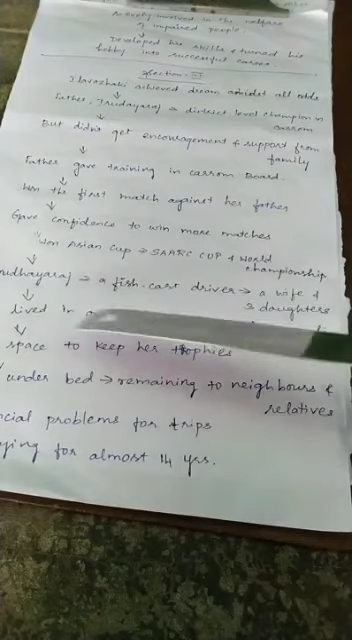 Actively involved in the welfare
of impaired people.
Developed his skills & turned his
hobby into successful career.
Section - III
Ilavazhaki achieved dream amidst all odds
Father, Irudayaraj → district level champion in
carrom
But didn't get encouragement & support from
family
Father gave training in carrom Board.
Won the first match against her father
Gave confidence to win more matches
Won Asian Cup → SAARC CUP & World
championship
rudhayaraj → a fish-cart driver → a wife &
3 daughters
lived in a
space to keep her trophies
under bed → remaining to neighbours &
relatives
ncial problems for trips
ying for almost 14 yrs.